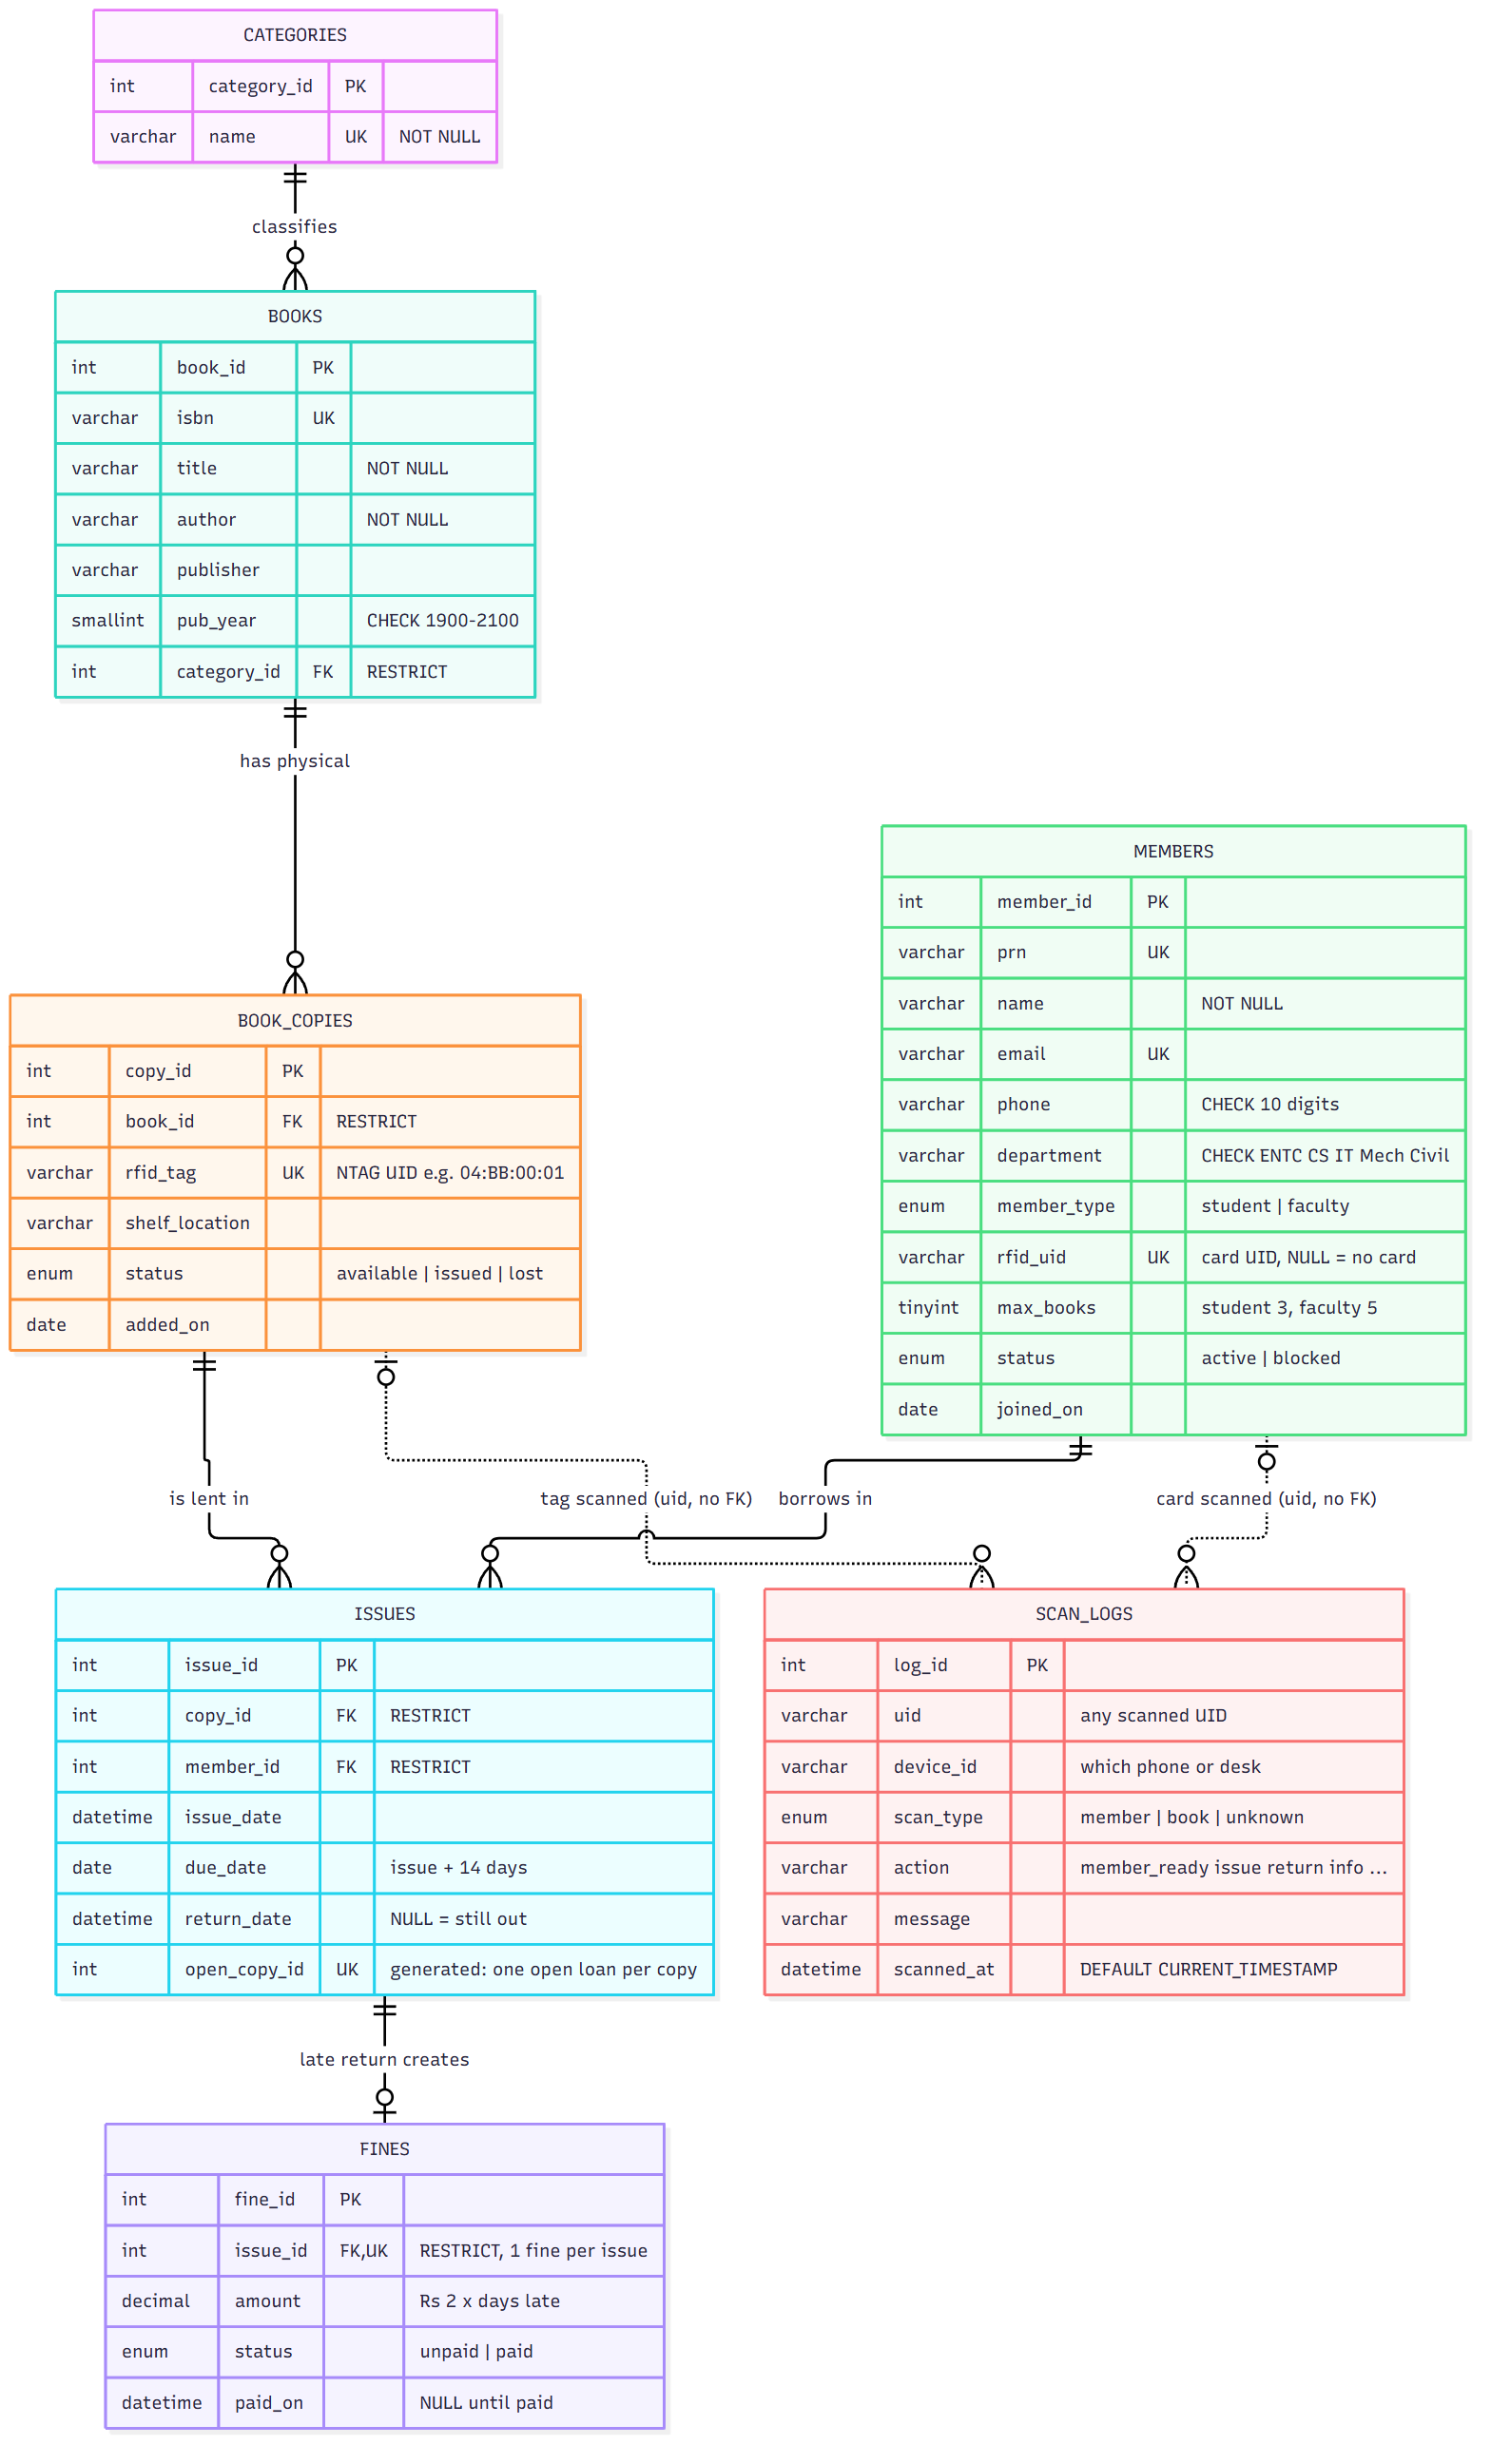 CATEGORIES
int category_id PK
varchar name UK NOT NULL
classifies
BOOKS
int book_id PK
varchar isbn UK
varchar title NOT NULL
varchar author NOT NULL
varchar publisher
smallint pub_year CHECK 1900-2100
int category_id FK RESTRICT
has physical
MEMBERS
int member_id PK
varchar prn UK
varchar name NOT NULL
varchar email UK
varchar phone CHECK 10 digits
varchar department CHECK ENTC CS IT Mech Civil
enum member_type student | faculty
varchar rfid_uid UK card UID, NULL = no card
tinyint max_books student 3, faculty 5
enum status active | blocked
date joined_on
BOOK_COPIES
int copy_id PK
int book_id FK RESTRICT
varchar rfid_tag UK NTAG UID e.g. 04:BB:00:01
varchar shelf_location
enum status available | issued | lost
date added_on
is lent in
tag scanned (uid, no FK)
borrows in
card scanned (uid, no FK)
ISSUES
int issue_id PK
int copy_id FK RESTRICT
int member_id FK RESTRICT
datetime issue_date
date due_date issue + 14 days
datetime return_date NULL = still out
int open_copy_id UK generated: one open loan per copy
SCAN_LOGS
int log_id PK
varchar uid any scanned UID
varchar device_id which phone or desk
enum scan_type member | book | unknown
varchar action member_ready issue return info ...
varchar message
datetime scanned_at DEFAULT CURRENT_TIMESTAMP
late return creates
FINES
int fine_id PK
int issue_id FK,UK RESTRICT, 1 fine per issue
decimal amount Rs 2 x days late
enum status unpaid | paid
datetime paid_on NULL until paid